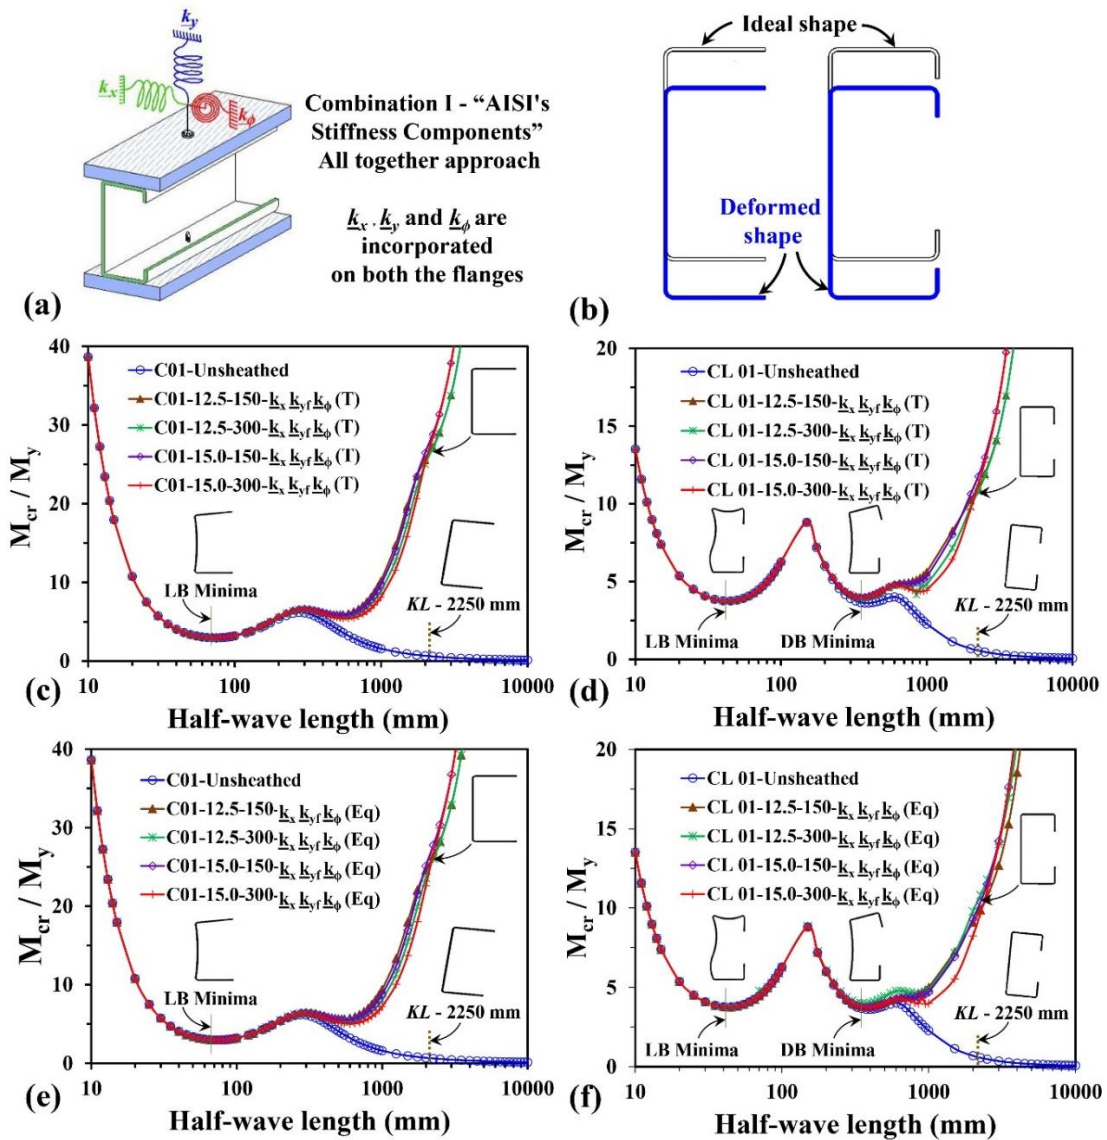 k_y
k_x
k_ϕ
Combination I - “AISI's
Stiffness Components”
All together approach
k_x , k_y and k_ϕ are
incorporated
on both the flanges
(a)
Ideal shape
Deformed
shape
(b)
M_cr / M_y
40
30
20
10
0
C01-Unsheathed
C01-12.5-150-k_x k_yf k_ϕ (T)
C01-12.5-300-k_x k_yf k_ϕ (T)
C01-15.0-150-k_x k_yf k_ϕ (T)
C01-15.0-300-k_x k_yf k_ϕ (T)
LB Minima
KL - 2250 mm
10 100 1000 10000
Half-wave length (mm)
(c)
M_cr / M_y
20
15
10
5
0
CL 01-Unsheathed
CL 01-12.5-150-k_x k_yf k_ϕ (T)
CL 01-12.5-300-k_x k_yf k_ϕ (T)
CL 01-15.0-150-k_x k_yf k_ϕ (T)
CL 01-15.0-300-k_x k_yf k_ϕ (T)
KL - 2250 mm
LB Minima
DB Minima
10 100 1000 10000
Half-wave length (mm)
(d)
M_cr / M_y
40
30
20
10
0
C01-Unsheathed
C01-12.5-150-k_x k_yf k_ϕ (Eq)
C01-12.5-300-k_x k_yf k_ϕ (Eq)
C01-15.0-150-k_x k_yf k_ϕ (Eq)
C01-15.0-300-k_x k_yf k_ϕ (Eq)
LB Minima
KL - 2250 mm
10 100 1000 10000
Half-wave length (mm)
(e)
M_cr / M_y
20
15
10
5
0
CL 01-Unsheathed
CL 01-12.5-150-k_x k_yf k_ϕ (Eq)
CL 01-12.5-300-k_x k_yf k_ϕ (Eq)
CL 01-15.0-150-k_x k_yf k_ϕ (Eq)
CL 01-15.0-300-k_x k_yf k_ϕ (Eq)
KL - 2250 mm
LB Minima
DB Minima
10 100 1000 10000
Half-wave length (mm)
(f)